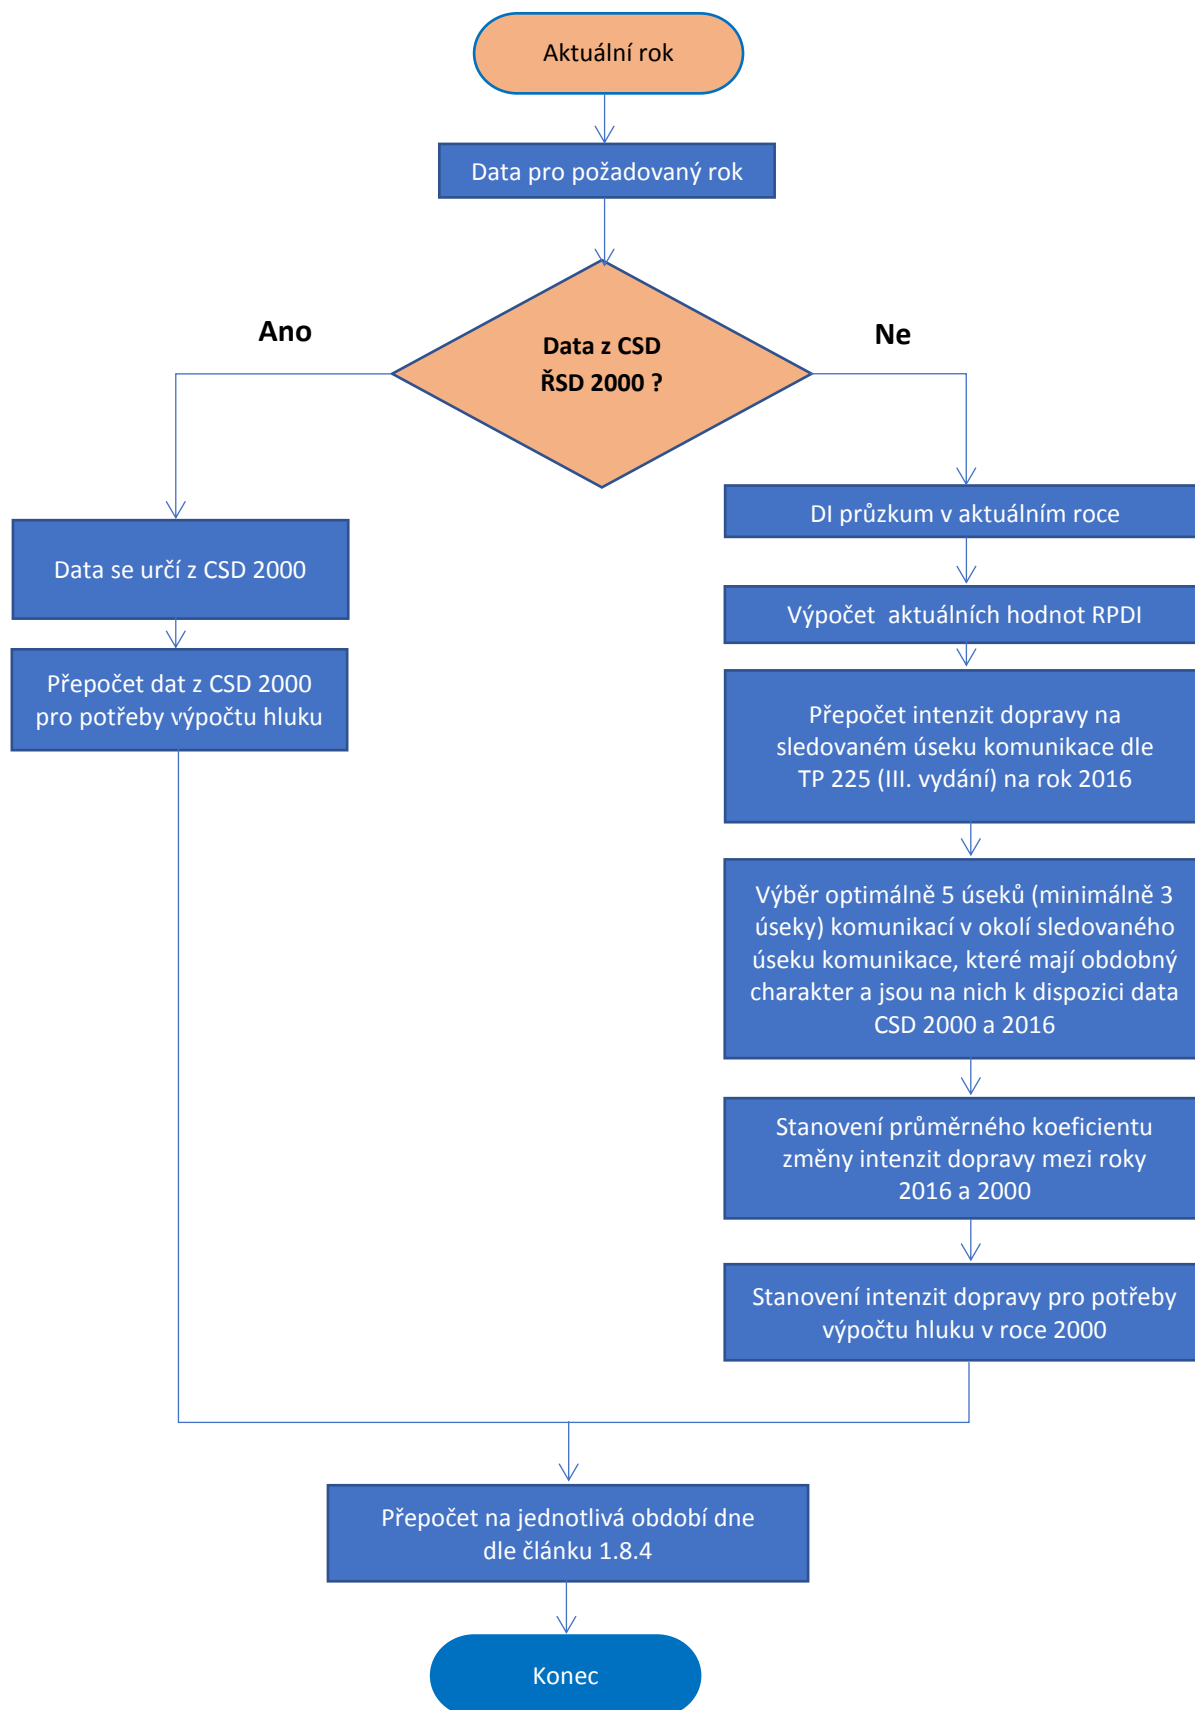 Aktuální rok
Data pro požadovaný rok
Ano
Ne
Data z CSD
ŘSD 2000 ?
Data se určí z CSD 2000
Přepočet dat z CSD 2000
pro potřeby výpočtu hluku
DI průzkum v aktuálním roce
Výpočet  aktuálních hodnot RPDI
Přepočet intenzit dopravy na
sledovaném úseku komunikace dle
TP 225 (III. vydání) na rok 2016
Výběr optimálně 5 úseků (minimálně 3
úseky) komunikací v okolí sledovaného
úseku komunikace, které mají obdobný
charakter a jsou na nich k dispozici data
CSD 2000 a 2016
Stanovení průměrného koeficientu
změny intenzit dopravy mezi roky
2016 a 2000
Stanovení intenzit dopravy pro potřeby
výpočtu hluku v roce 2000
Přepočet na jednotlivá období dne
dle článku 1.8.4
Konec